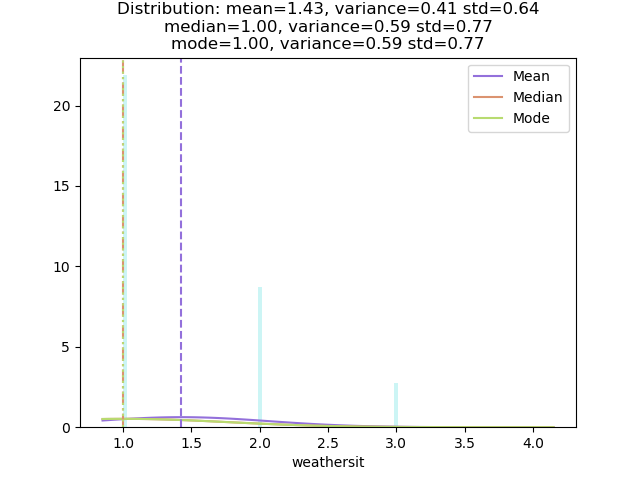 Distribution: mean=1.43, variance=0.41 std=0.64
median=1.00, variance=0.59 std=0.77
mode=1.00, variance=0.59 std=0.77
Mean
Median
Mode
20
15
10
5
0
1.0 1.5 2.0 2.5 3.0 3.5 4.0
weathersit